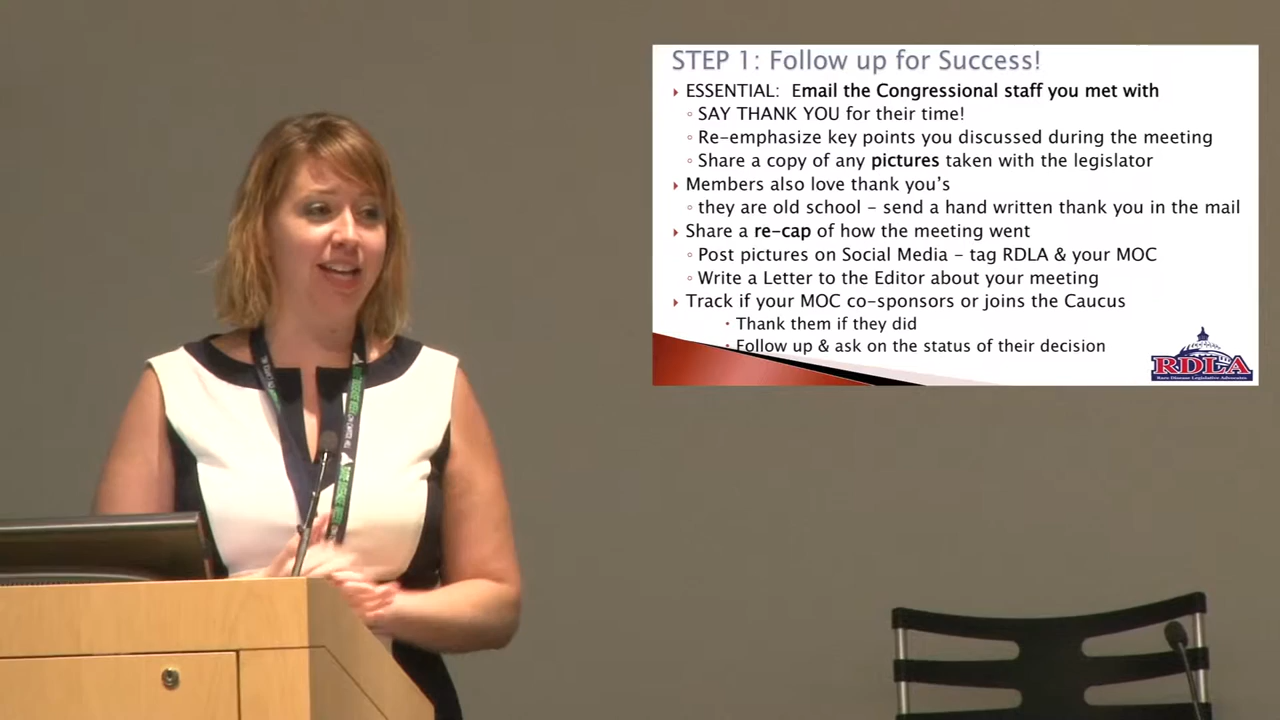 STEP 1: Follow up for Success!
ESSENTIAL: Email the Congressional staff you met with
SAY THANK YOU for their time!
Re-emphasize key points you discussed during the meeting
Share a copy of any pictures taken with the legislator
Members also love thank you's
they are old school – send a hand written thank you in the mail
Share a re-cap of how the meeting went
Post pictures on Social Media – tag RDLA & your MOC
Write a Letter to the Editor about your meeting
Track if your MOC co-sponsors or joins the Caucus
Thank them if they did
Follow up & ask on the status of their decision
RDLA
Rare Disease Legislative Advocates